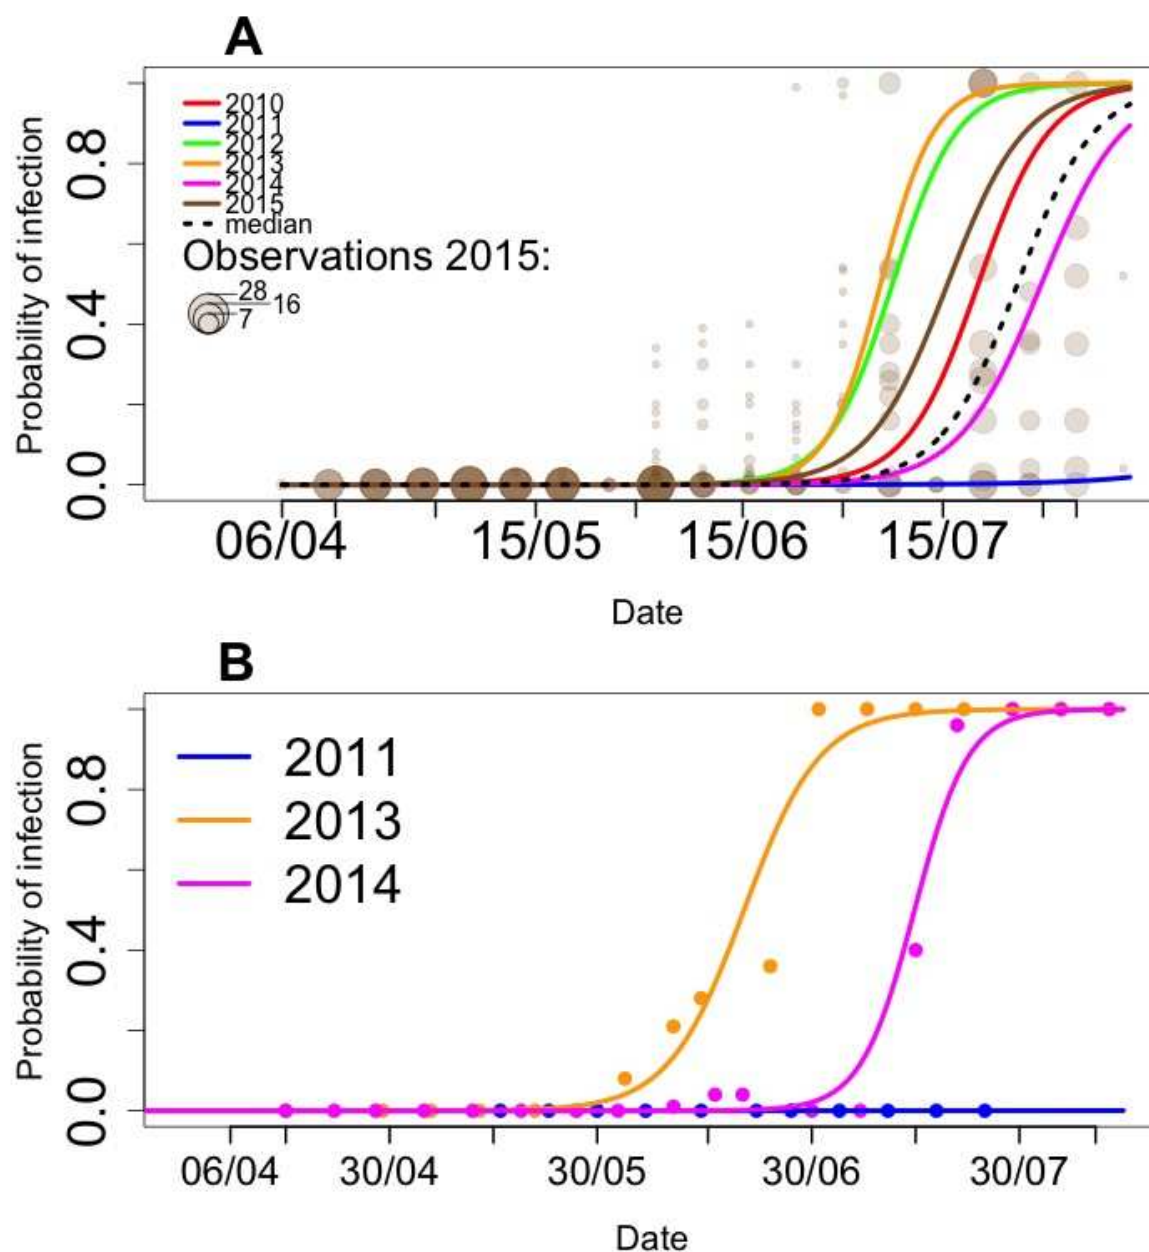 A
2010
2011
2012
2013
2014
2015
median
Observations 2015:
28
16
7
Probability of infection
0.0 0.4 0.8
06/04 15/05 15/06 15/07
Date
B
2011
2013
2014
Probability of infection
0.0 0.4 0.8
06/04 30/04 30/05 30/06 30/07
Date